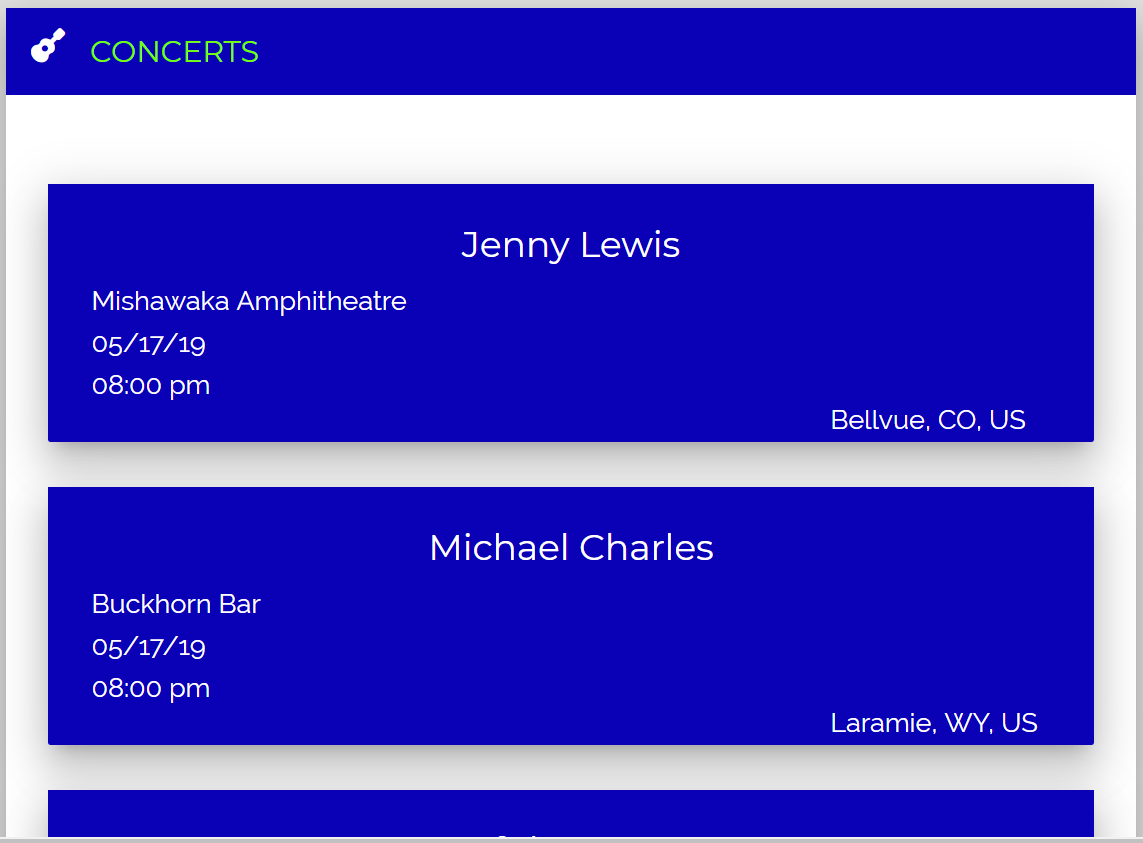 CONCERTS
Jenny Lewis
Mishawaka Amphitheatre
05/17/19
08:00 pm
Bellvue, CO, US
Michael Charles
Buckhorn Bar
05/17/19
08:00 pm
Laramie, WY, US